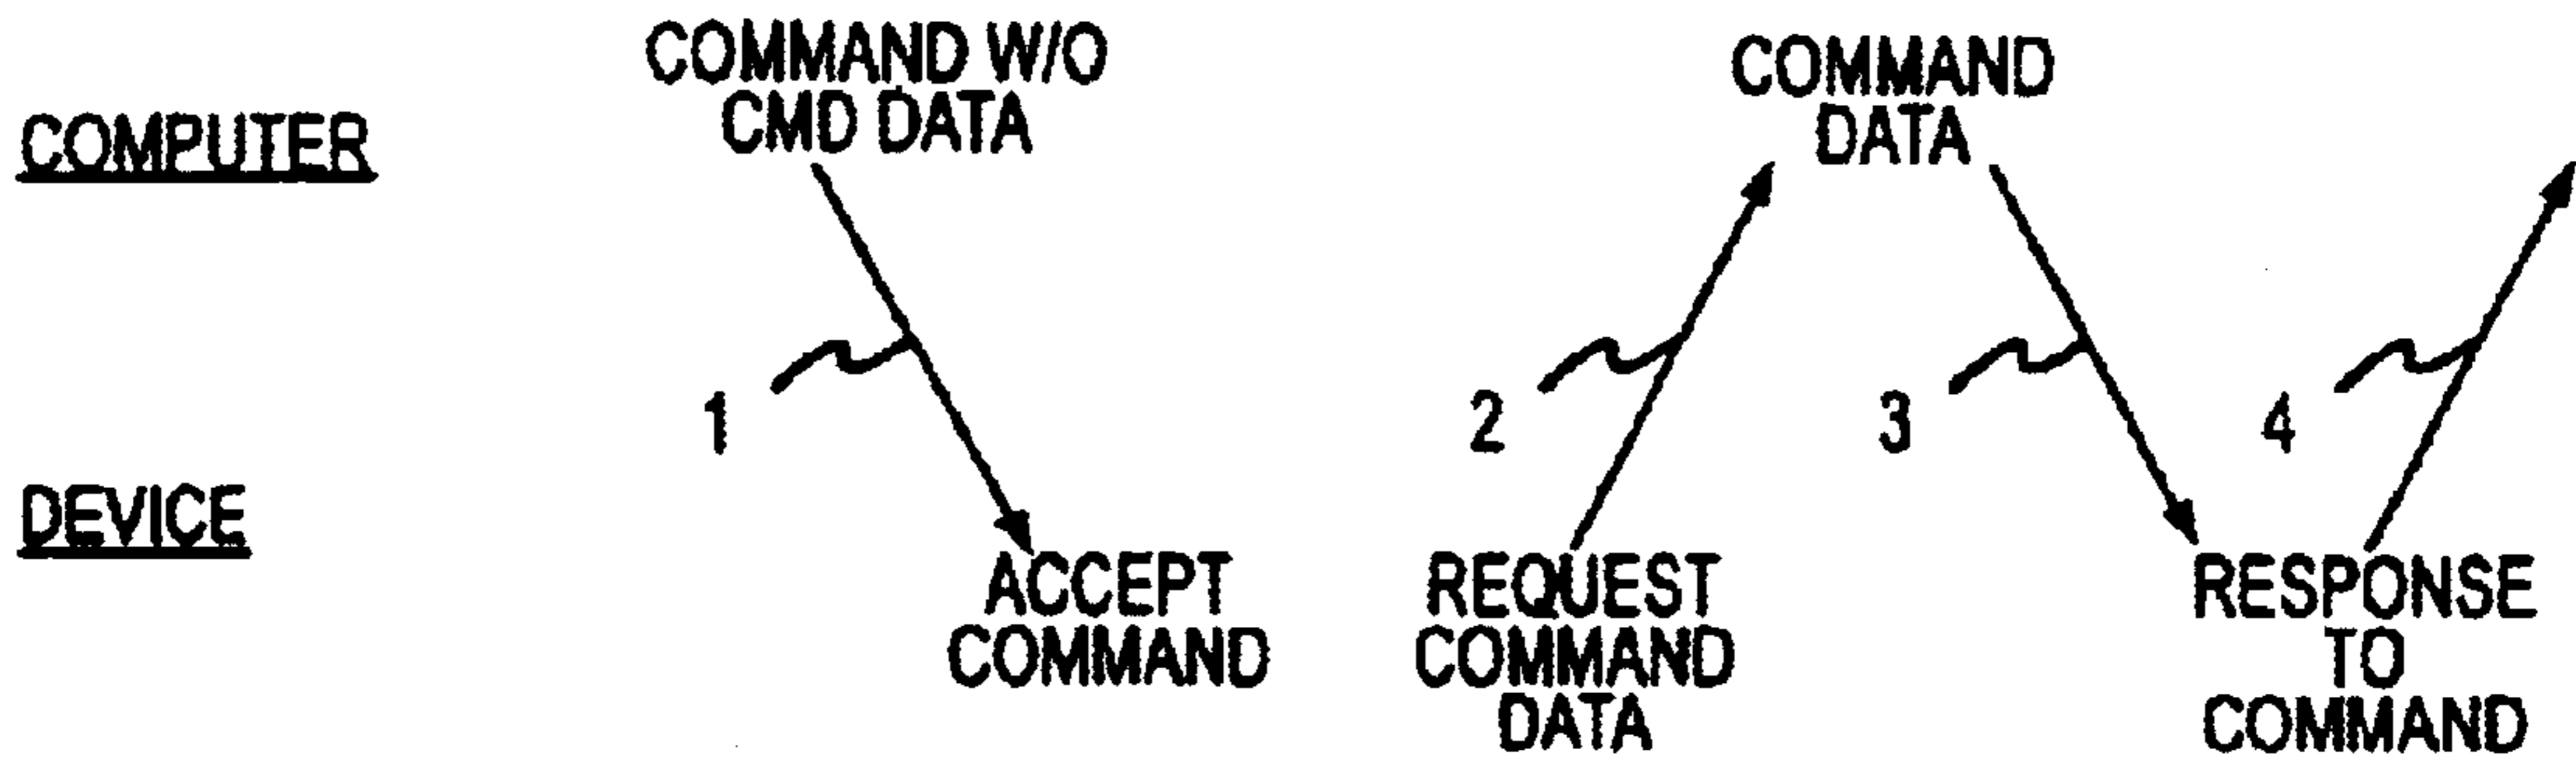 COMMAND W/O
CMD DATA
COMMAND
DATA
COMPUTER
1
2
3
4
DEVICE
ACCEPT
COMMAND
REQUEST
COMMAND
DATA
RESPONSE
TO
COMMAND